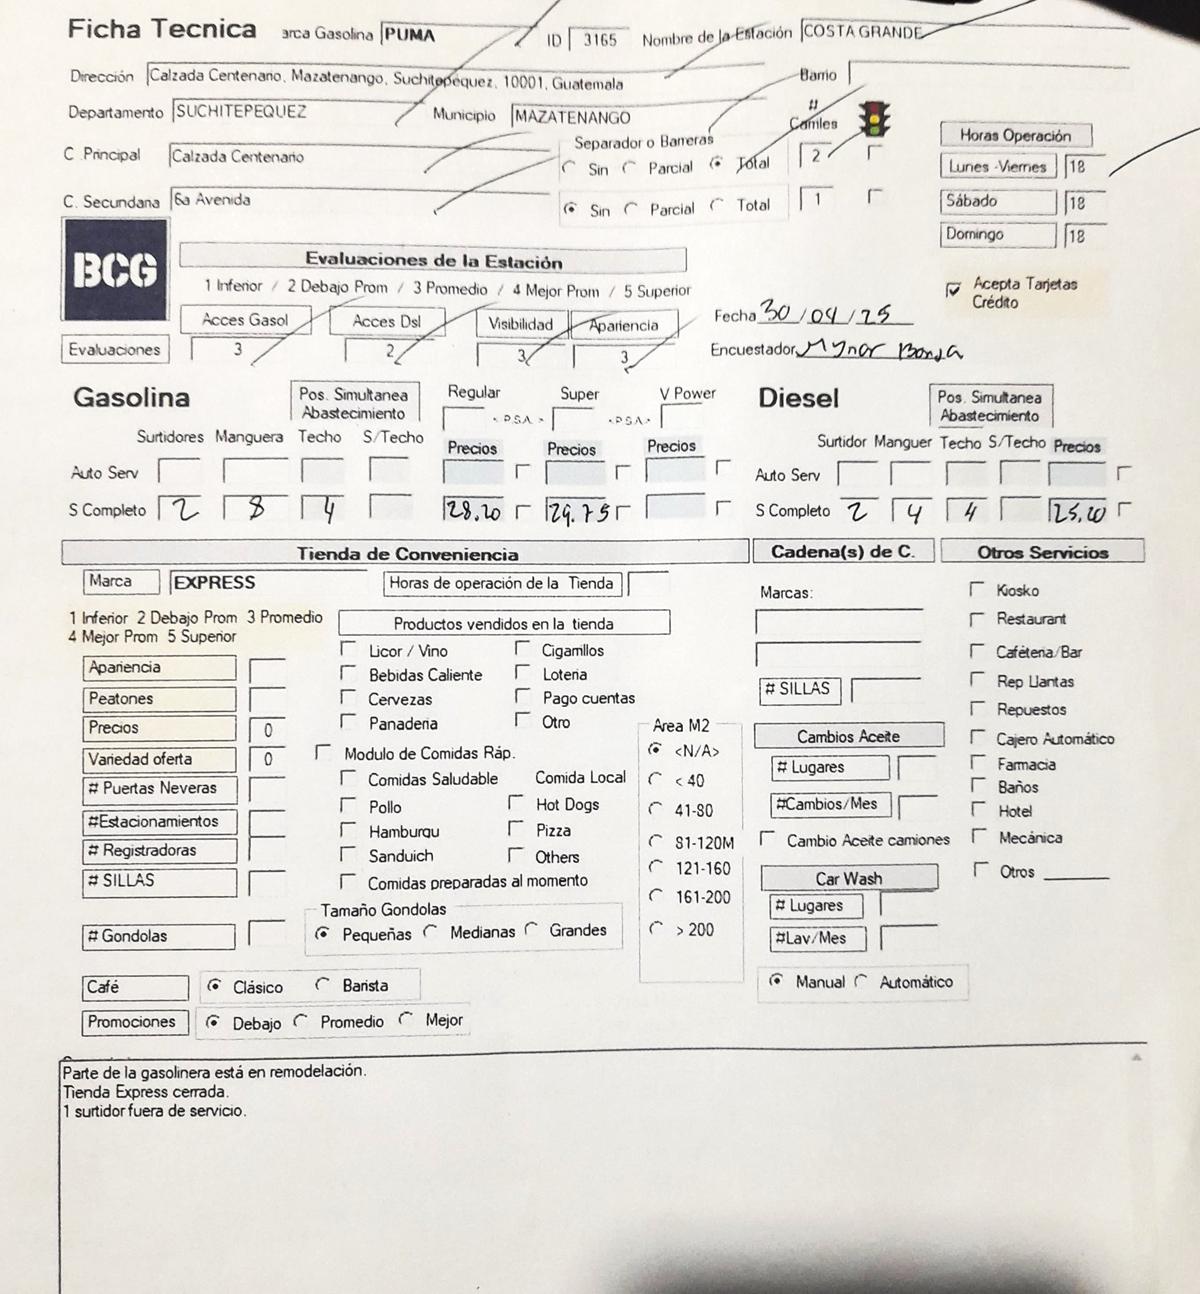 Ficha Tecnica arca Gasolina PUMA ID 3165 Nombre de la Estación COSTA GRANDE
Dirección Calzada Centenario, Mazatenango, Suchitepéquez, 10001, Guatemala Barrio
Departamento SUCHITEPEQUEZ Municipio MAZATENANGO # Carriles
C .Principal Calzada Centenario Separador o Barreras Sin Parcial Total 2
C. Secundaria 6a Avenida Sin Parcial Total 1
Horas Operación
Lunes -Viernes 18
Sábado 18
Domingo 18
BCG
Evaluaciones de la Estación
1 Inferior / 2 Debajo Prom / 3 Promedio / 4 Mejor Prom / 5 Superior
Acepta Tarjetas Crédito
Acces Gasol Acces Dsl Visibilidad Apariencia
Evaluaciones 3 2 3 3
Fecha 30/04/25
Encuestador Mynor
Gasolina Pos. Simultanea Abastecimiento Regular Super V Power
<.P.S.A.> <.P.S.A.>
Surtidores Manguera Techo S/Techo Precios Precios Precios
Auto Serv
S Completo 2 8 4 28.20 29.75
Diesel Pos. Simultanea Abastecimiento
Surtidor Manguer Techo S/Techo Precios
Auto Serv
S Completo 2 4 4 25.20
Tienda de Conveniencia Cadena(s) de C. Otros Servicios
Marca EXPRESS Horas de operación de la Tienda
1 Inferior 2 Debajo Prom 3 Promedio
4 Mejor Prom 5 Superior
Apariencia
Peatones
Precios 0
Variedad oferta 0
# Puertas Neveras
#Estacionamientos
# Registradoras
# SILLAS
# Gondolas
Productos vendidos en la tienda
Licor / Vino Cigarrillos
Bebidas Caliente Loteria
Cervezas Pago cuentas
Panaderia Otro
Modulo de Comidas Ráp.
Comidas Saludable Comida Local
Pollo Hot Dogs
Hamburgu Pizza
Sanduich Others
Comidas preparadas al momento
Tamaño Gondolas
Pequeñas Medianas Grandes
Area M2
<N/A>
< 40
41-80
81-120M
121-160
161-200
> 200
Marcas:
# SILLAS
Cambios Aceite
# Lugares
#Cambios/Mes
Cambio Aceite camiones
Car Wash
# Lugares
#Lav/Mes
Manual Automático
Kiosko
Restaurant
Caféteria/Bar
Rep Llantas
Repuestos
Cajero Automático
Farmacia
Baños
Hotel
Mecánica
Otros
Café Clásico Barista
Promociones Debajo Promedio Mejor
Parte de la gasolinera está en remodelación.
Tienda Express cerrada.
1 surtidor fuera de servicio.